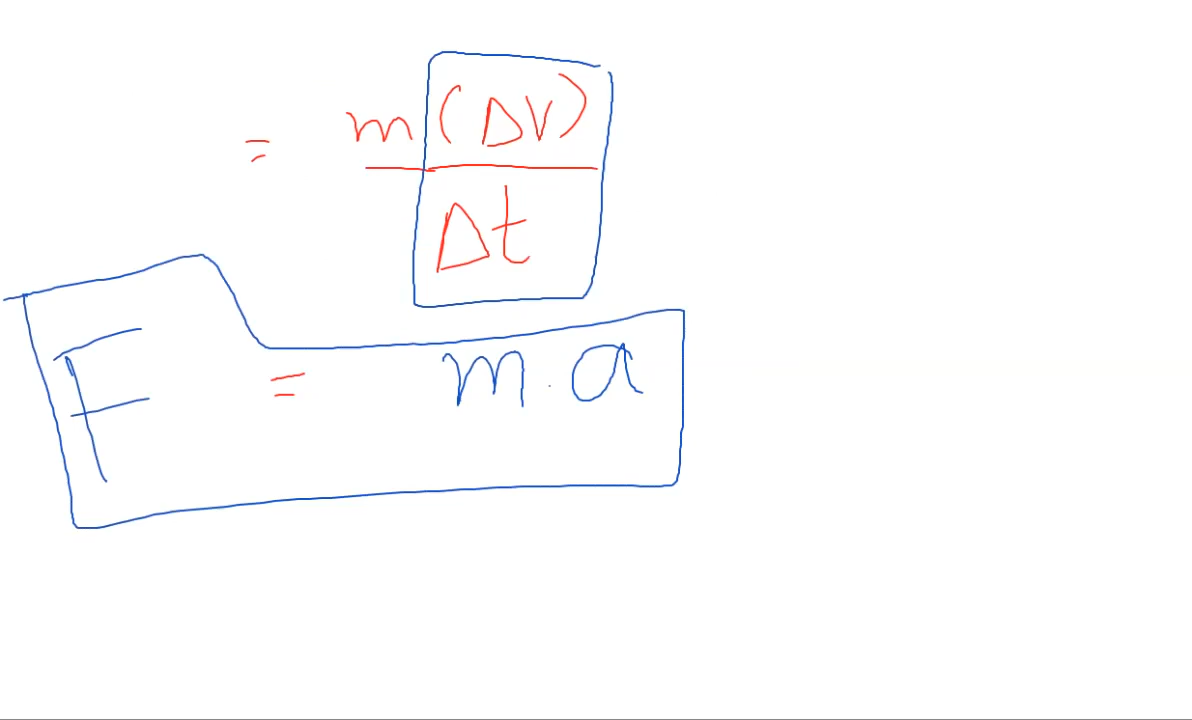 = m (Δv)
Δt
F = m . a